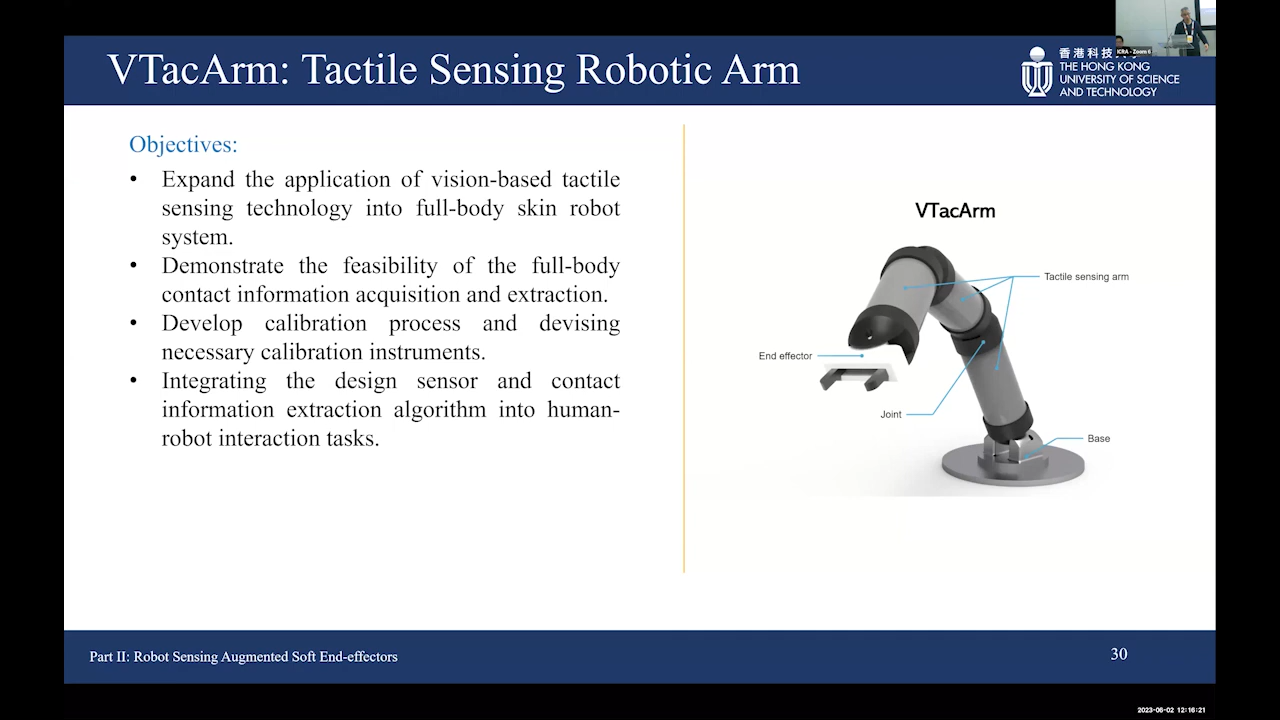 VTacArm: Tactile Sensing Robotic Arm
香港科技
THE HONG KONG
UNIVERSITY OF SCIENCE
AND TECHNOLOGY
ICRA - Zoom 6
Objectives:
• Expand the application of vision-based tactile
sensing technology into full-body skin robot
system.
• Demonstrate the feasibility of the full-body
contact information acquisition and extraction.
• Develop calibration process and devising
necessary calibration instruments.
• Integrating the design sensor and contact
information extraction algorithm into human-
robot interaction tasks.
VTacArm
Tactile sensing arm
End effector
Joint
Base
Part II: Robot Sensing Augmented Soft End-effectors
30
2023-06-02 12:16:21